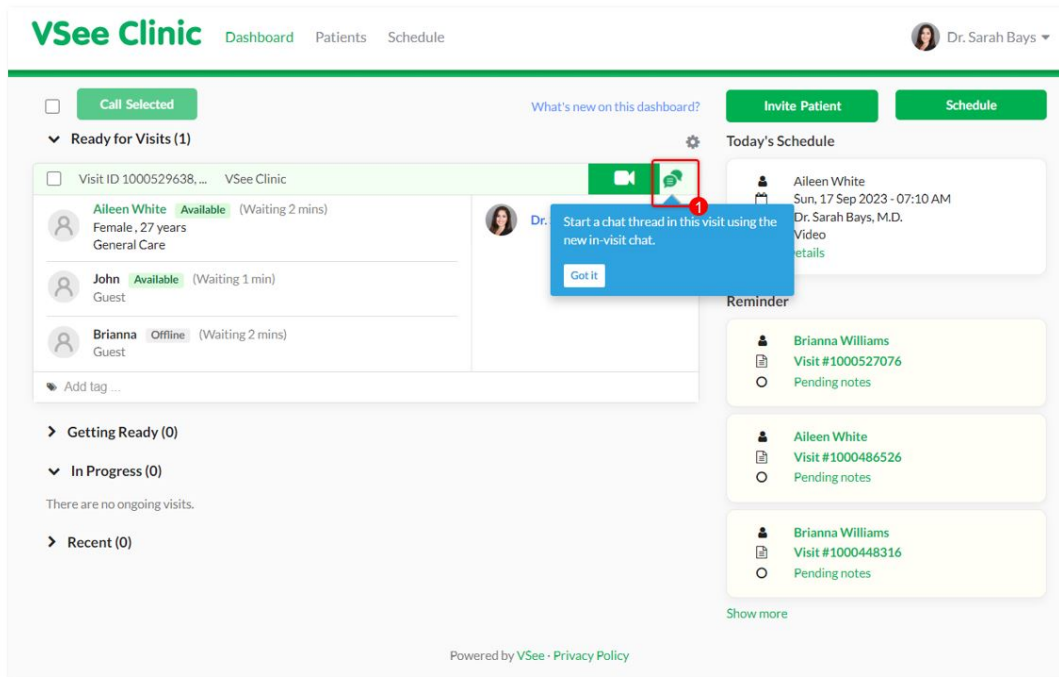 VSee Clinic Dashboard Patients Schedule Dr. Sarah Bays
Call Selected What's new on this dashboard?
Ready for Visits (1)
Visit ID 1000529638, ... VSee Clinic
Aileen White Available (Waiting 2 mins)
Female , 27 years
General Care
John Available (Waiting 1 min)
Guest
Brianna Offline (Waiting 2 mins)
Guest
Dr.
1
Start a chat thread in this visit using the
new in-visit chat.
Got it
Add tag ...
Getting Ready (0)
In Progress (0)
There are no ongoing visits.
Recent (0)
Invite Patient Schedule
Today's Schedule
Aileen White
Sun, 17 Sep 2023 - 07:10 AM
Dr. Sarah Bays, M.D.
Video
etails
Reminder
Brianna Williams
Visit #1000527076
Pending notes
Aileen White
Visit #1000486526
Pending notes
Brianna Williams
Visit #1000448316
Pending notes
Show more
Powered by VSee - Privacy Policy